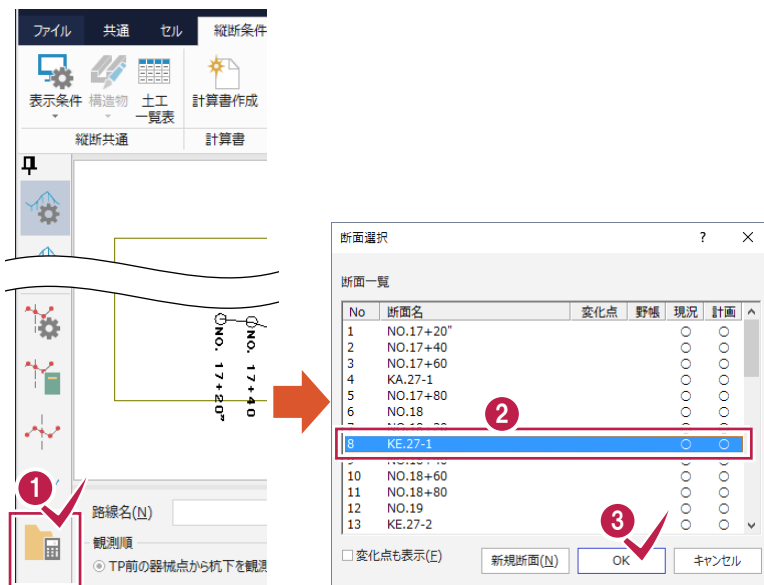 ファイル 共通 セル 縦断条件
表示条件 構造物 土工一覧表 計算書作成
縦断共通 計算書
NO. 17+20"
NO. 17+40
1
路線名(N)
観測順
TP前の器械点から杭下を観測
断面選択 ?
断面一覧
No 断面名 変化点 野帳 現況 計画
1 NO.17+20" ○ ○
2 NO.17+40 ○ ○
3 NO.17+60 ○ ○
4 KA.27-1 ○ ○
5 NO.17+80 ○ ○
6 NO.18 ○ ○
2
8 KE.27-1 ○ ○
10 NO.18+60 ○ ○
11 NO.18+80 ○ ○
12 NO.19 ○ ○
13 KE.27-2 ○ ○
3
変化点も表示(F) 新規断面(N) OK キャンセル